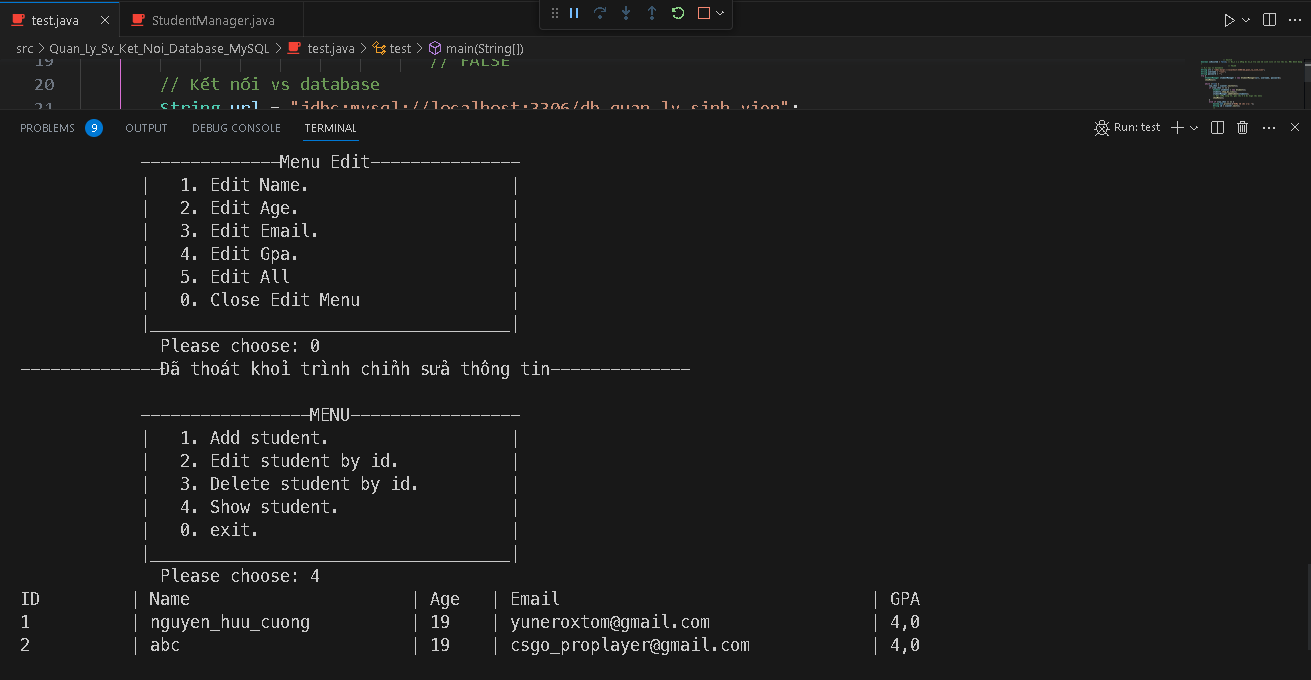 test.java
StudentManager.java
src > Quan_Ly_Sv_Ket_Noi_Database_MySQL > test.java > test > main(String[])
19 // FALSE
20 // Kết nối vs database
21 String url = "jdbc:mysql://localhost:3306/db_quan_ly_sinh_vien";
PROBLEMS 9 OUTPUT DEBUG CONSOLE TERMINAL Run: test
--------------Menu Edit---------------
| 1. Edit Name. |
| 2. Edit Age. |
| 3. Edit Email. |
| 4. Edit Gpa. |
| 5. Edit All |
| 0. Close Edit Menu |
|____________________________________|
Please choose: 0
--------------Đã thoát khỏi trình chỉnh sửa thông tin--------------
-----------------MENU-----------------
| 1. Add student. |
| 2. Edit student by id. |
| 3. Delete student by id. |
| 4. Show student. |
| 0. exit. |
|____________________________________|
Please choose: 4
ID | Name | Age | Email | GPA
1 | nguyen_huu_cuong | 19 | yuneroxtom@gmail.com | 4,0
2 | abc | 19 | csgo_proplayer@gmail.com | 4,0